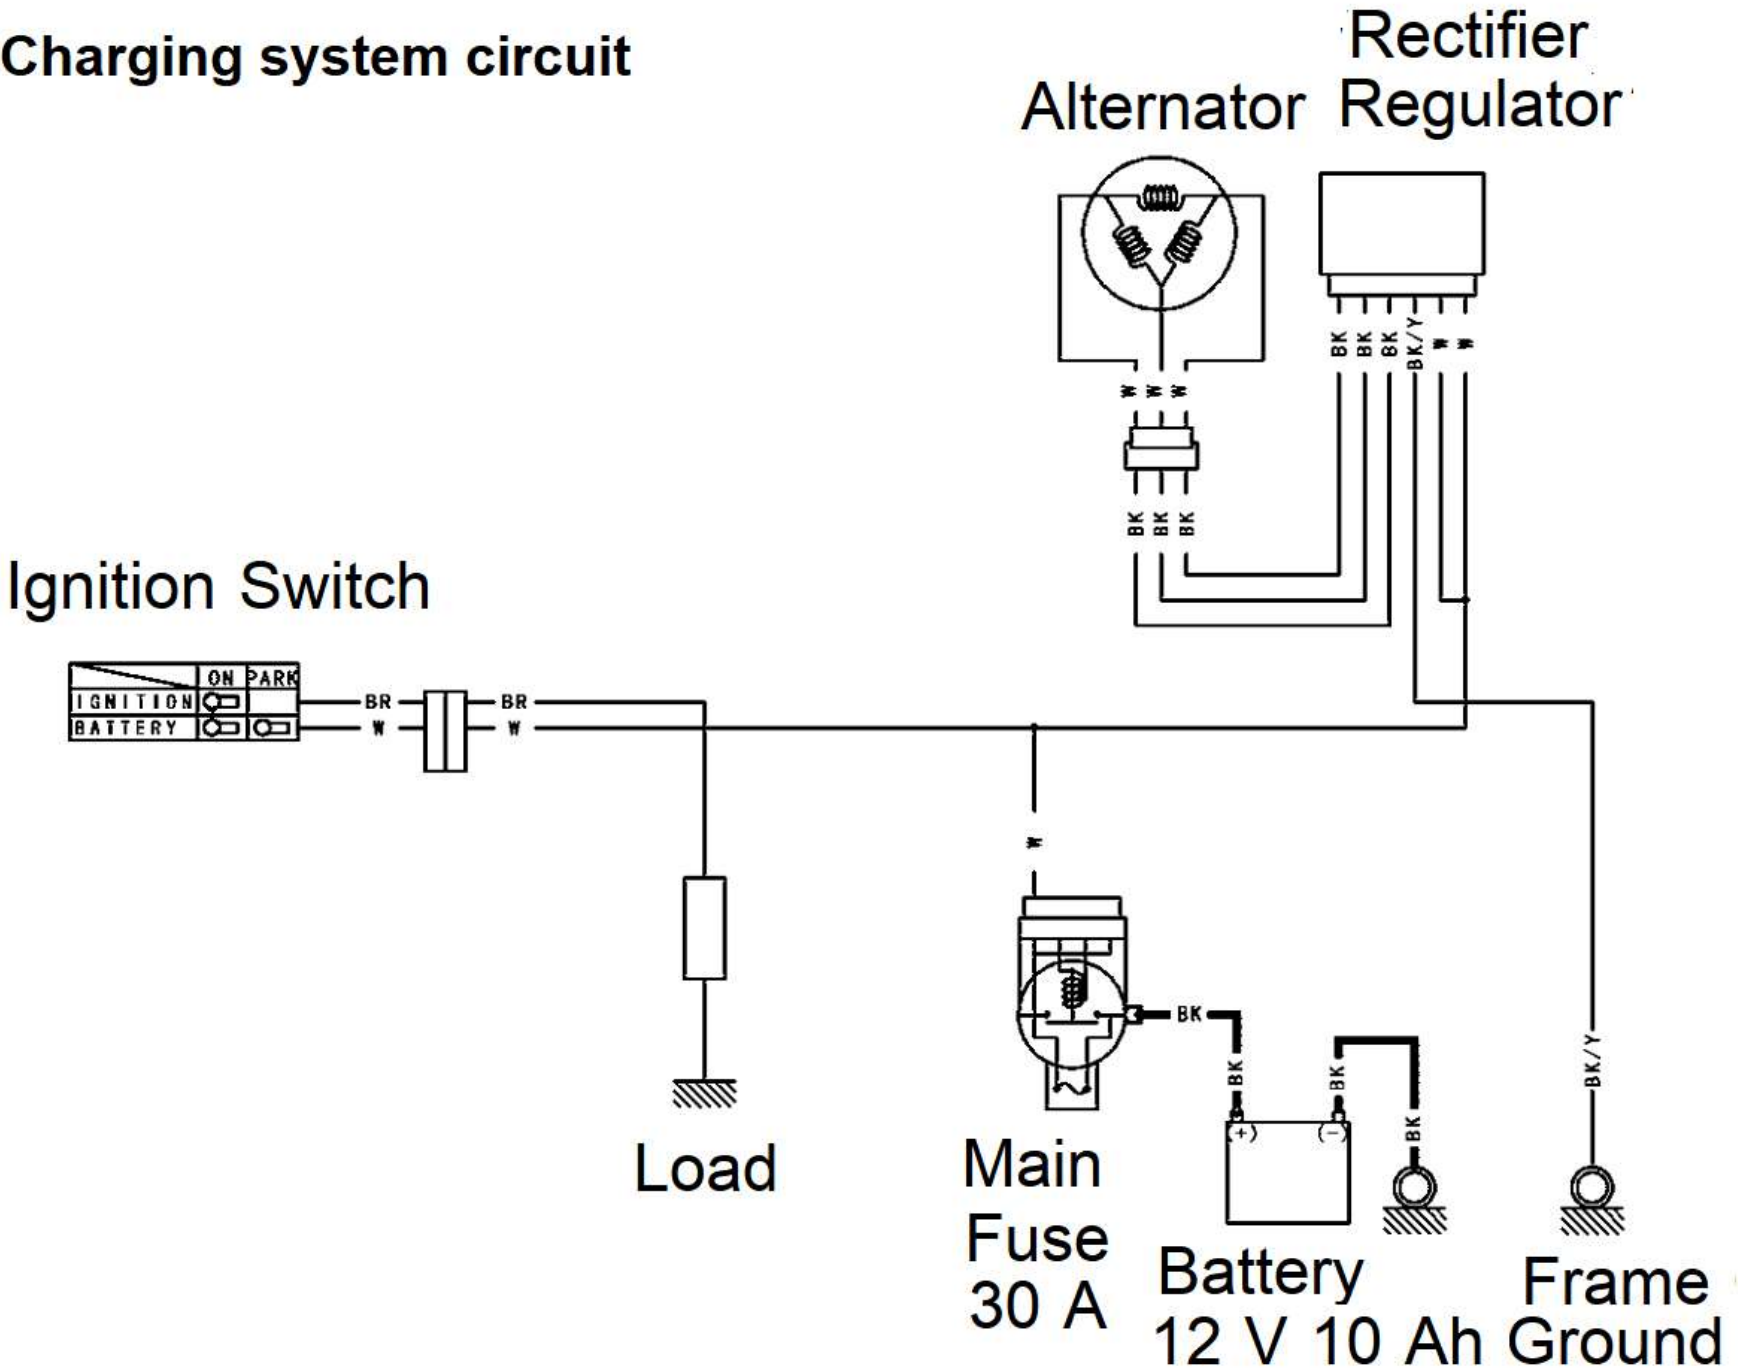 Charging system circuit
Rectifier
Alternator Regulator
BK BK BK BK/Y W W
W W W
BK BK BK
Ignition Switch
ON PARK
IGNITION BR BR
BATTERY W W
W
BK
BK BK BK BK/Y
(+) (-)
Load
Main
Fuse
30 A
Battery
12 V 10 Ah
Frame
Ground